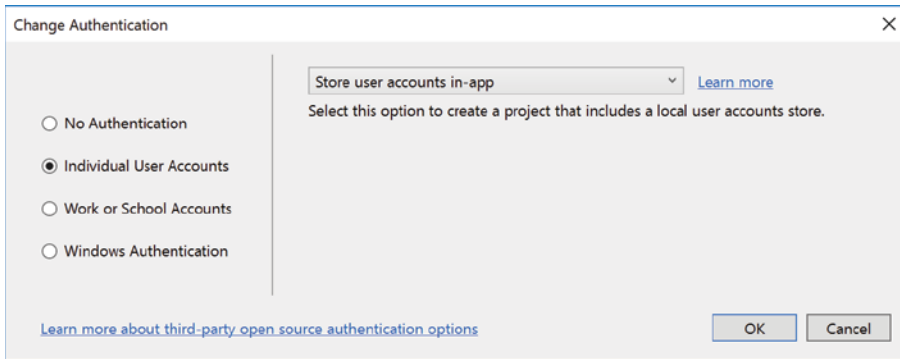 Change Authentication
Store user accounts in-app
Learn more
Select this option to create a project that includes a local user accounts store.
No Authentication
Individual User Accounts
Work or School Accounts
Windows Authentication
Learn more about third-party open source authentication options
OK
Cancel